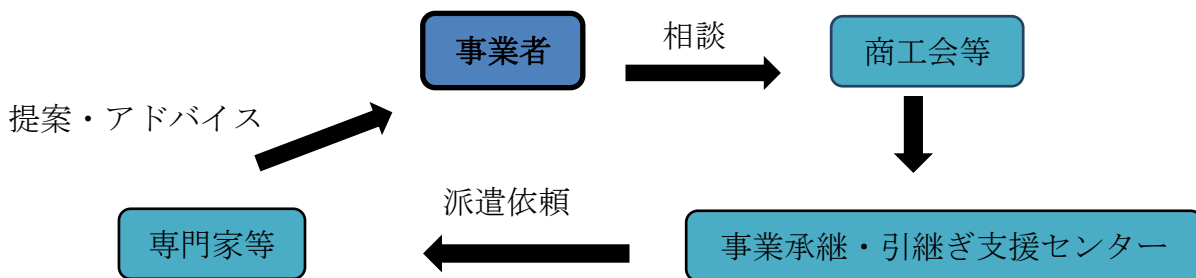 事業者
相談
商工会等
提案・アドバイス
専門家等
派遣依頼
事業承継・引継ぎ支援センター